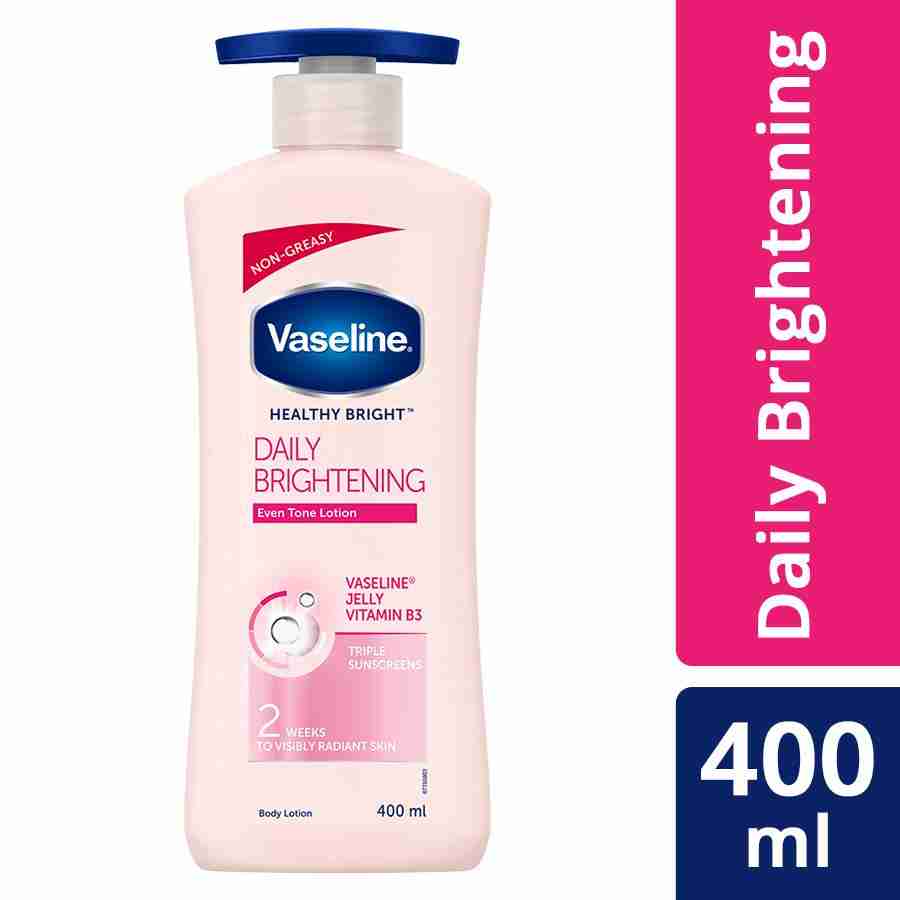 NON-GREASY
Vaseline®
HEALTHY BRIGHT™
DAILY
BRIGHTENING
Even Tone Lotion
VASELINE®
JELLY
VITAMIN B3
TRIPLE
SUNSCREENS
2 WEEKS
TO VISIBLY RADIANT SKIN
Body Lotion
400 ml
Daily Brightening
400
ml